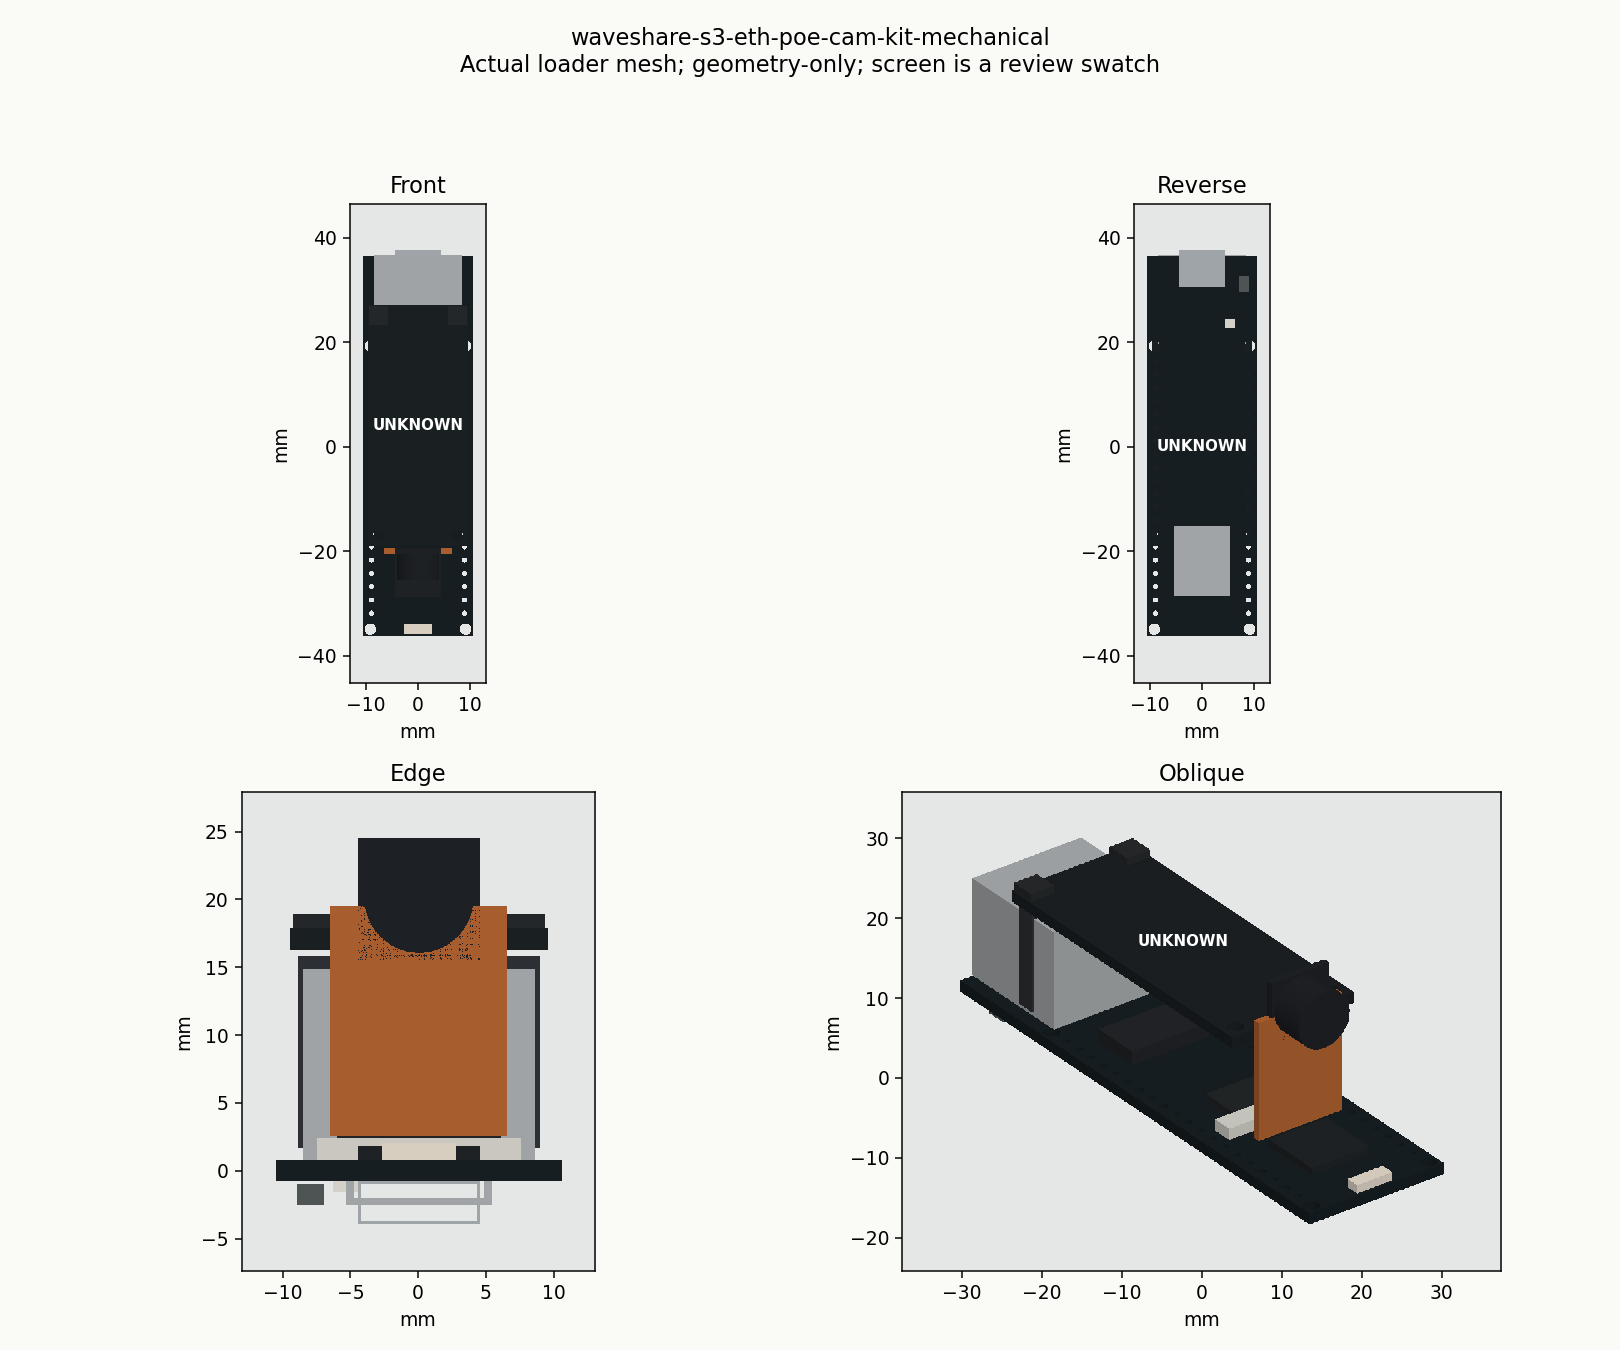 waveshare-s3-eth-poe-cam-kit-mechanical
Actual loader mesh; geometry-only; screen is a review swatch
Front
40
20
0
−20
−40
mm
UNKNOWN
−10 0 10
mm
Reverse
40
20
0
−20
−40
mm
UNKNOWN
−10 0 10
mm
Edge
25
20
15
10
5
0
−5
mm
−10 −5 0 5 10
mm
Oblique
30
20
10
0
−10
−20
mm
UNKNOWN
−30 −20 −10 0 10 20 30
mm